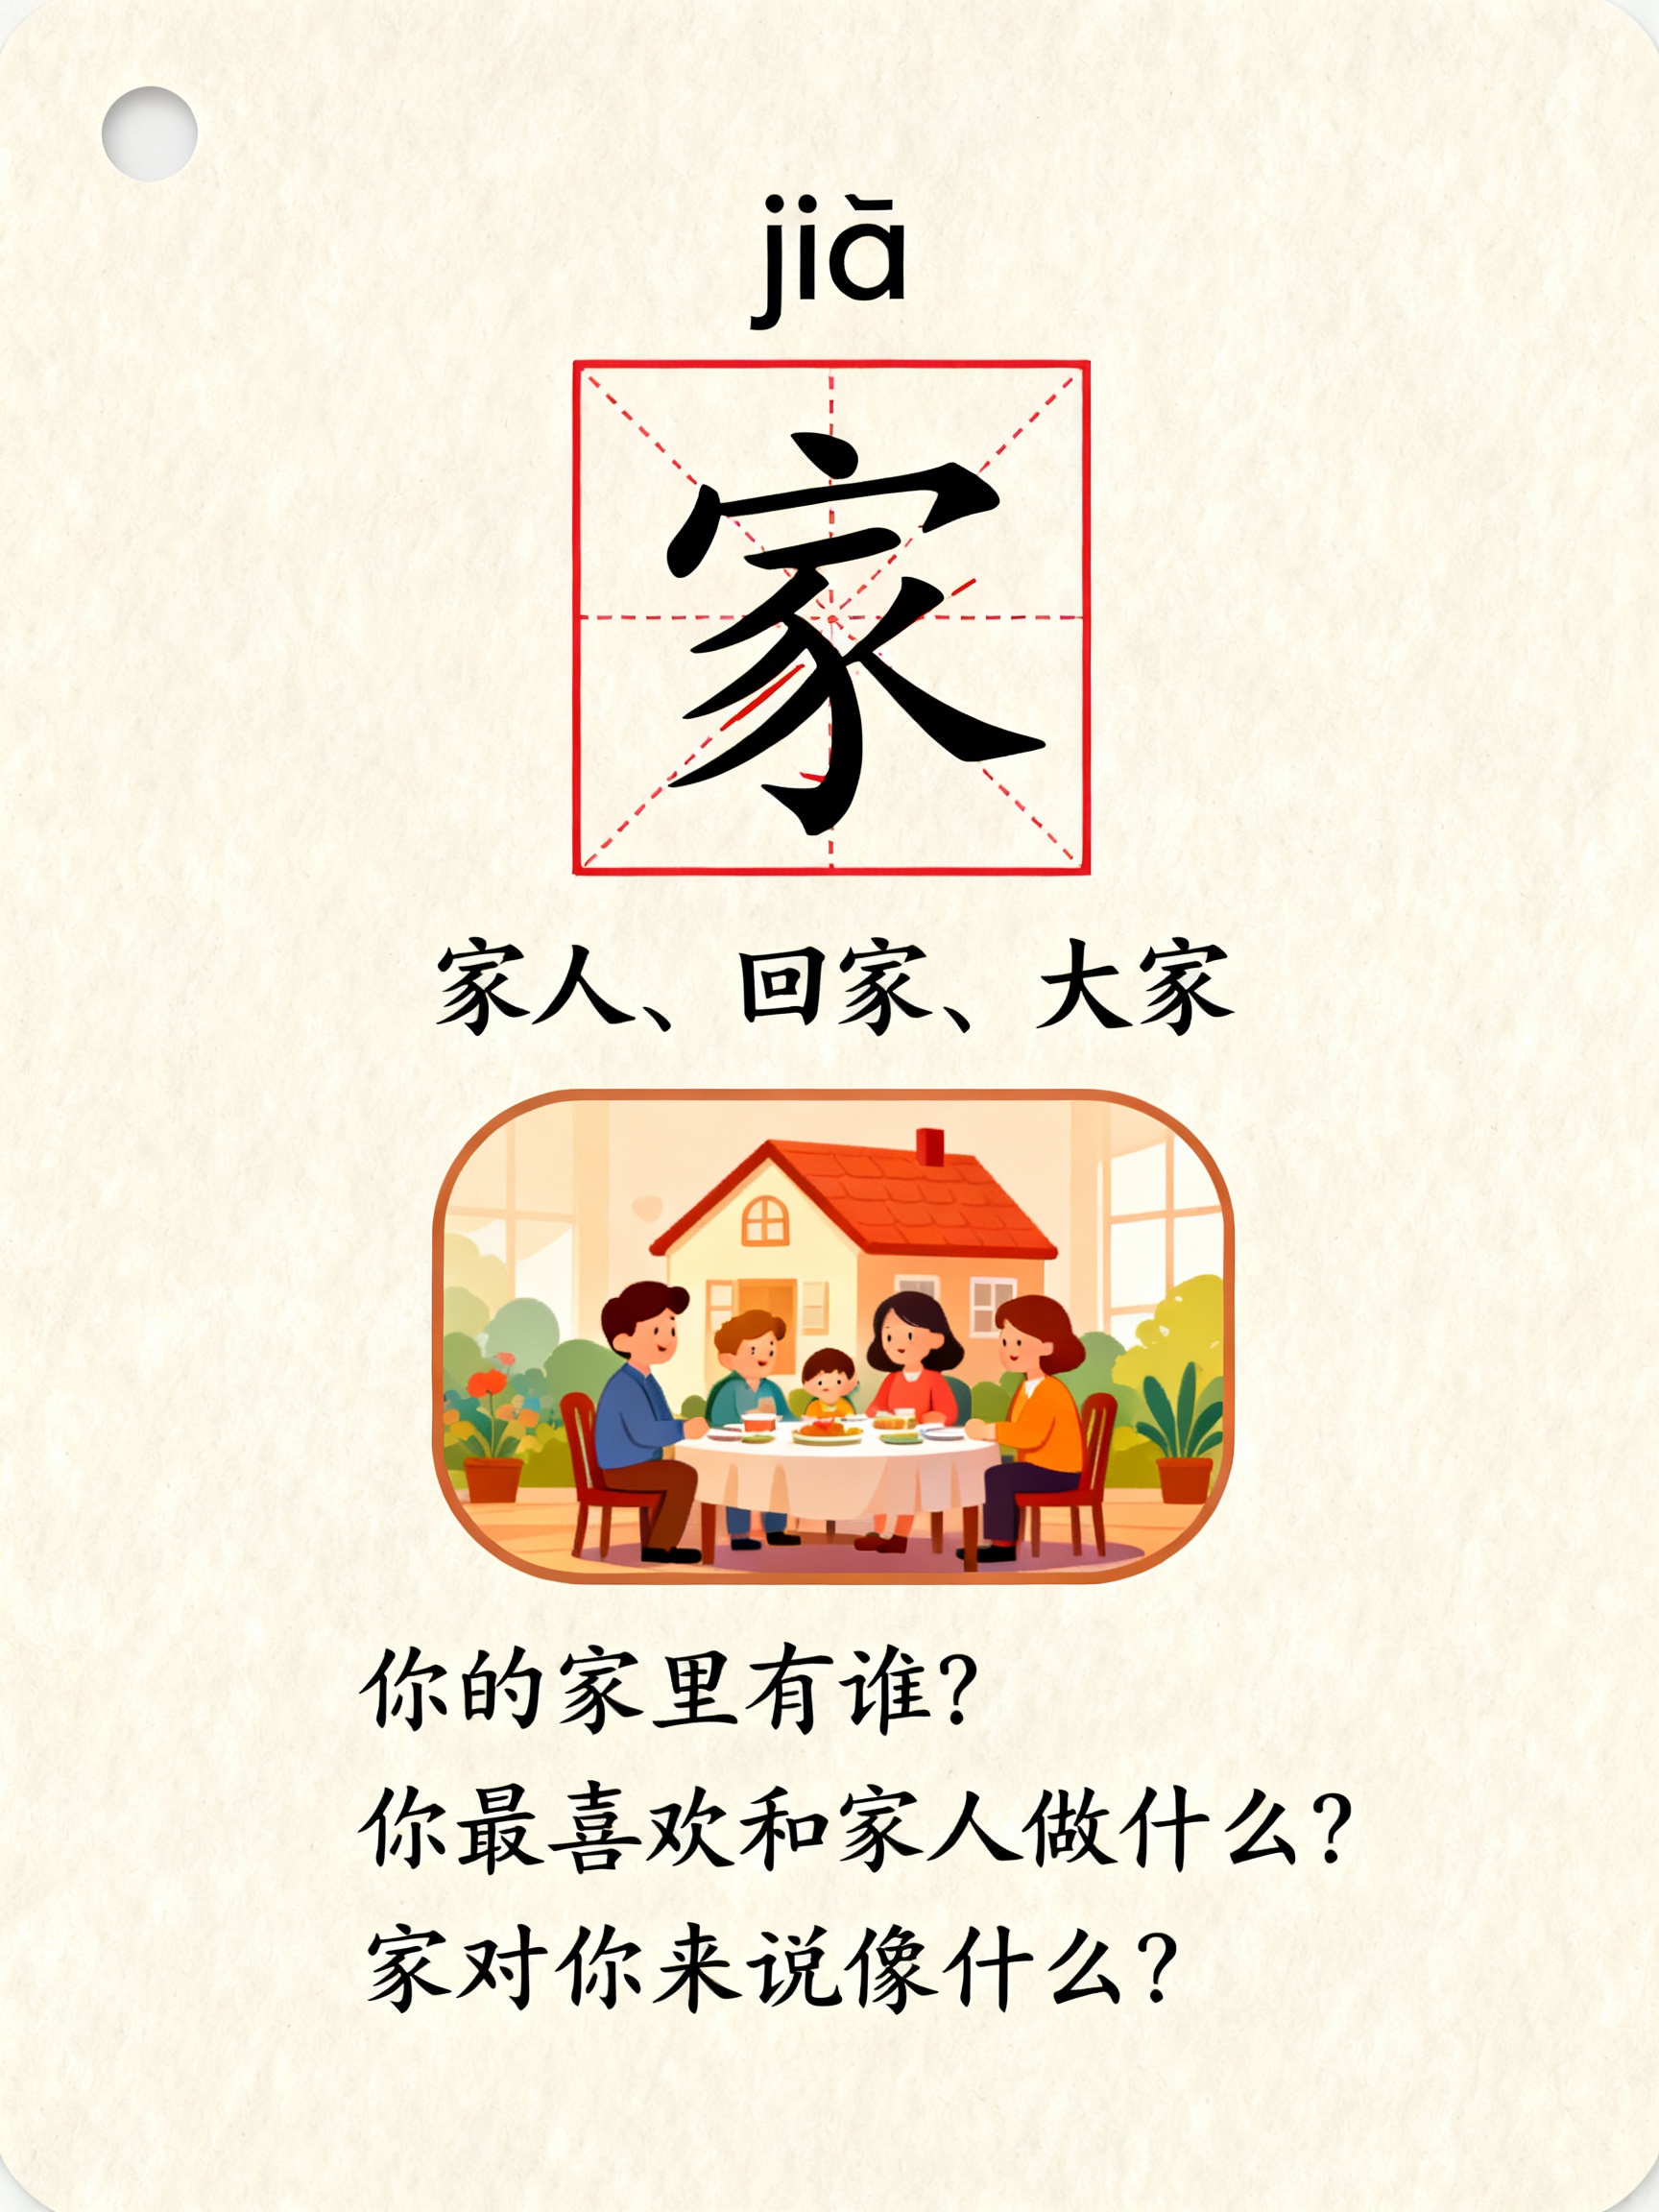 jiā
家
家人、回家、大家
你的家里有谁？
你最喜欢和家人做什么？
家对你来说像什么？